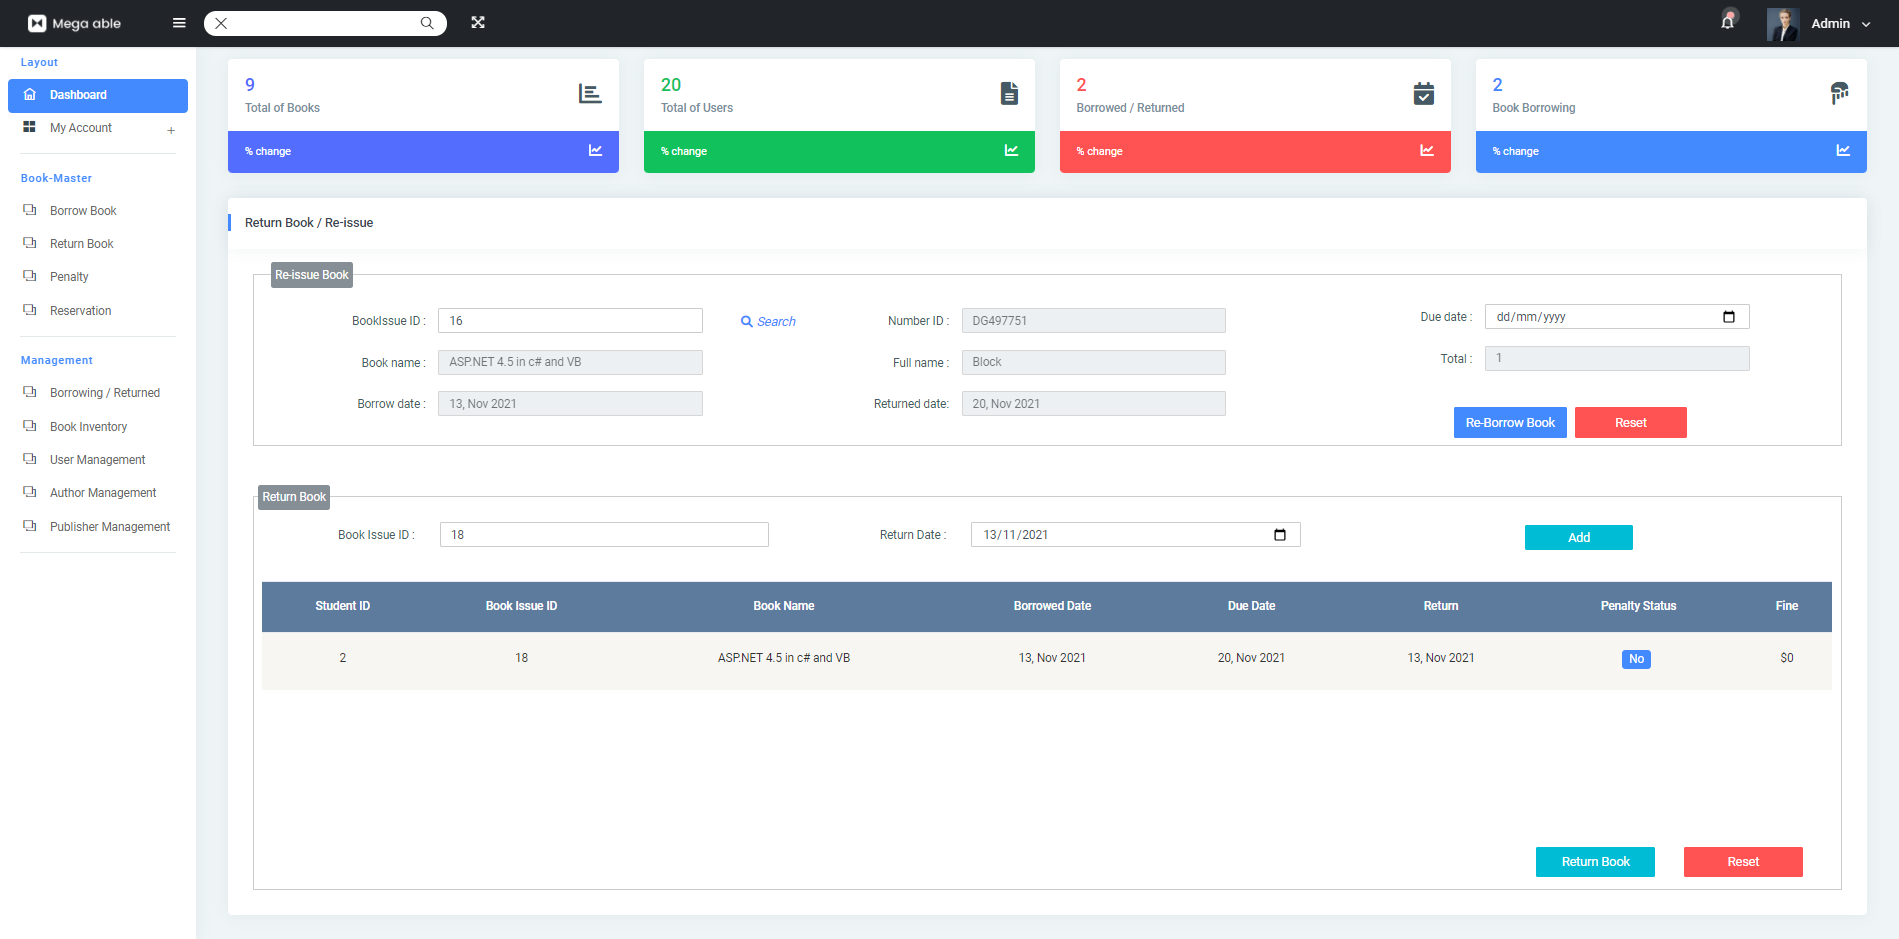 Mega able
Admin
Layout
Dashboard
My Account +
Book-Master
Borrow Book
Return Book
Penalty
Reservation
Management
Borrowing / Returned
Book Inventory
User Management
Author Management
Publisher Management
9
Total of Books
% change
20
Total of Users
% change
2
Borrowed / Returned
% change
2
Book Borrowing
% change
Return Book / Re-issue
Re-issue Book
BookIssue ID : 16 Search Number ID : DG497751 Due date : dd/mm/yyyy
Book name : ASP.NET 4.5 in c# and VB Full name : Block Total : 1
Borrow date : 13, Nov 2021 Returned date: 20, Nov 2021
Re-Borrow Book Reset
Return Book
Book Issue ID : 18 Return Date : 13/11/2021 Add
Student ID Book Issue ID Book Name Borrowed Date Due Date Return Penalty Status Fine
2 18 ASP.NET 4.5 in c# and VB 13, Nov 2021 20, Nov 2021 13, Nov 2021 No $0
Return Book Reset